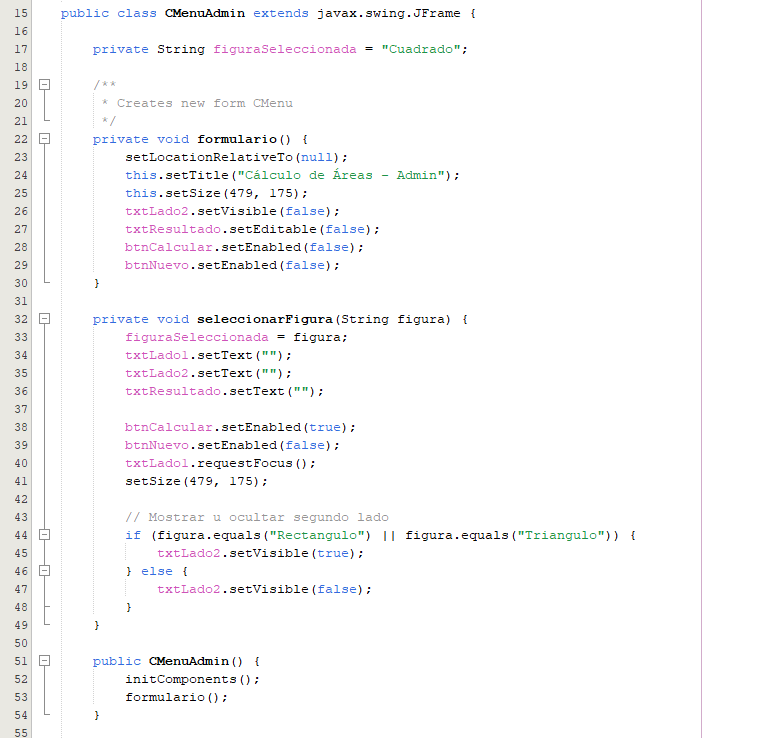 15 public class CMenuAdmin extends javax.swing.JFrame {
16
17     private String figuraSeleccionada = "Cuadrado";
18
19     /**
20      * Creates new form CMenu
21      */
22     private void formulario() {
23         setLocationRelativeTo(null);
24         this.setTitle("Cálculo de Áreas - Admin");
25         this.setSize(479, 175);
26         txtLado2.setVisible(false);
27         txtResultado.setEditable(false);
28         btnCalcular.setEnabled(false);
29         btnNuevo.setEnabled(false);
30     }
31
32     private void seleccionarFigura(String figura) {
33         figuraSeleccionada = figura;
34         txtLado1.setText("");
35         txtLado2.setText("");
36         txtResultado.setText("");
37
38         btnCalcular.setEnabled(true);
39         btnNuevo.setEnabled(false);
40         txtLado1.requestFocus();
41         setSize(479, 175);
42
43         // Mostrar u ocultar segundo lado
44         if (figura.equals("Rectangulo") || figura.equals("Triangulo")) {
45             txtLado2.setVisible(true);
46         } else {
47             txtLado2.setVisible(false);
48         }
49     }
50
51     public CMenuAdmin() {
52         initComponents();
53         formulario();
54     }
55